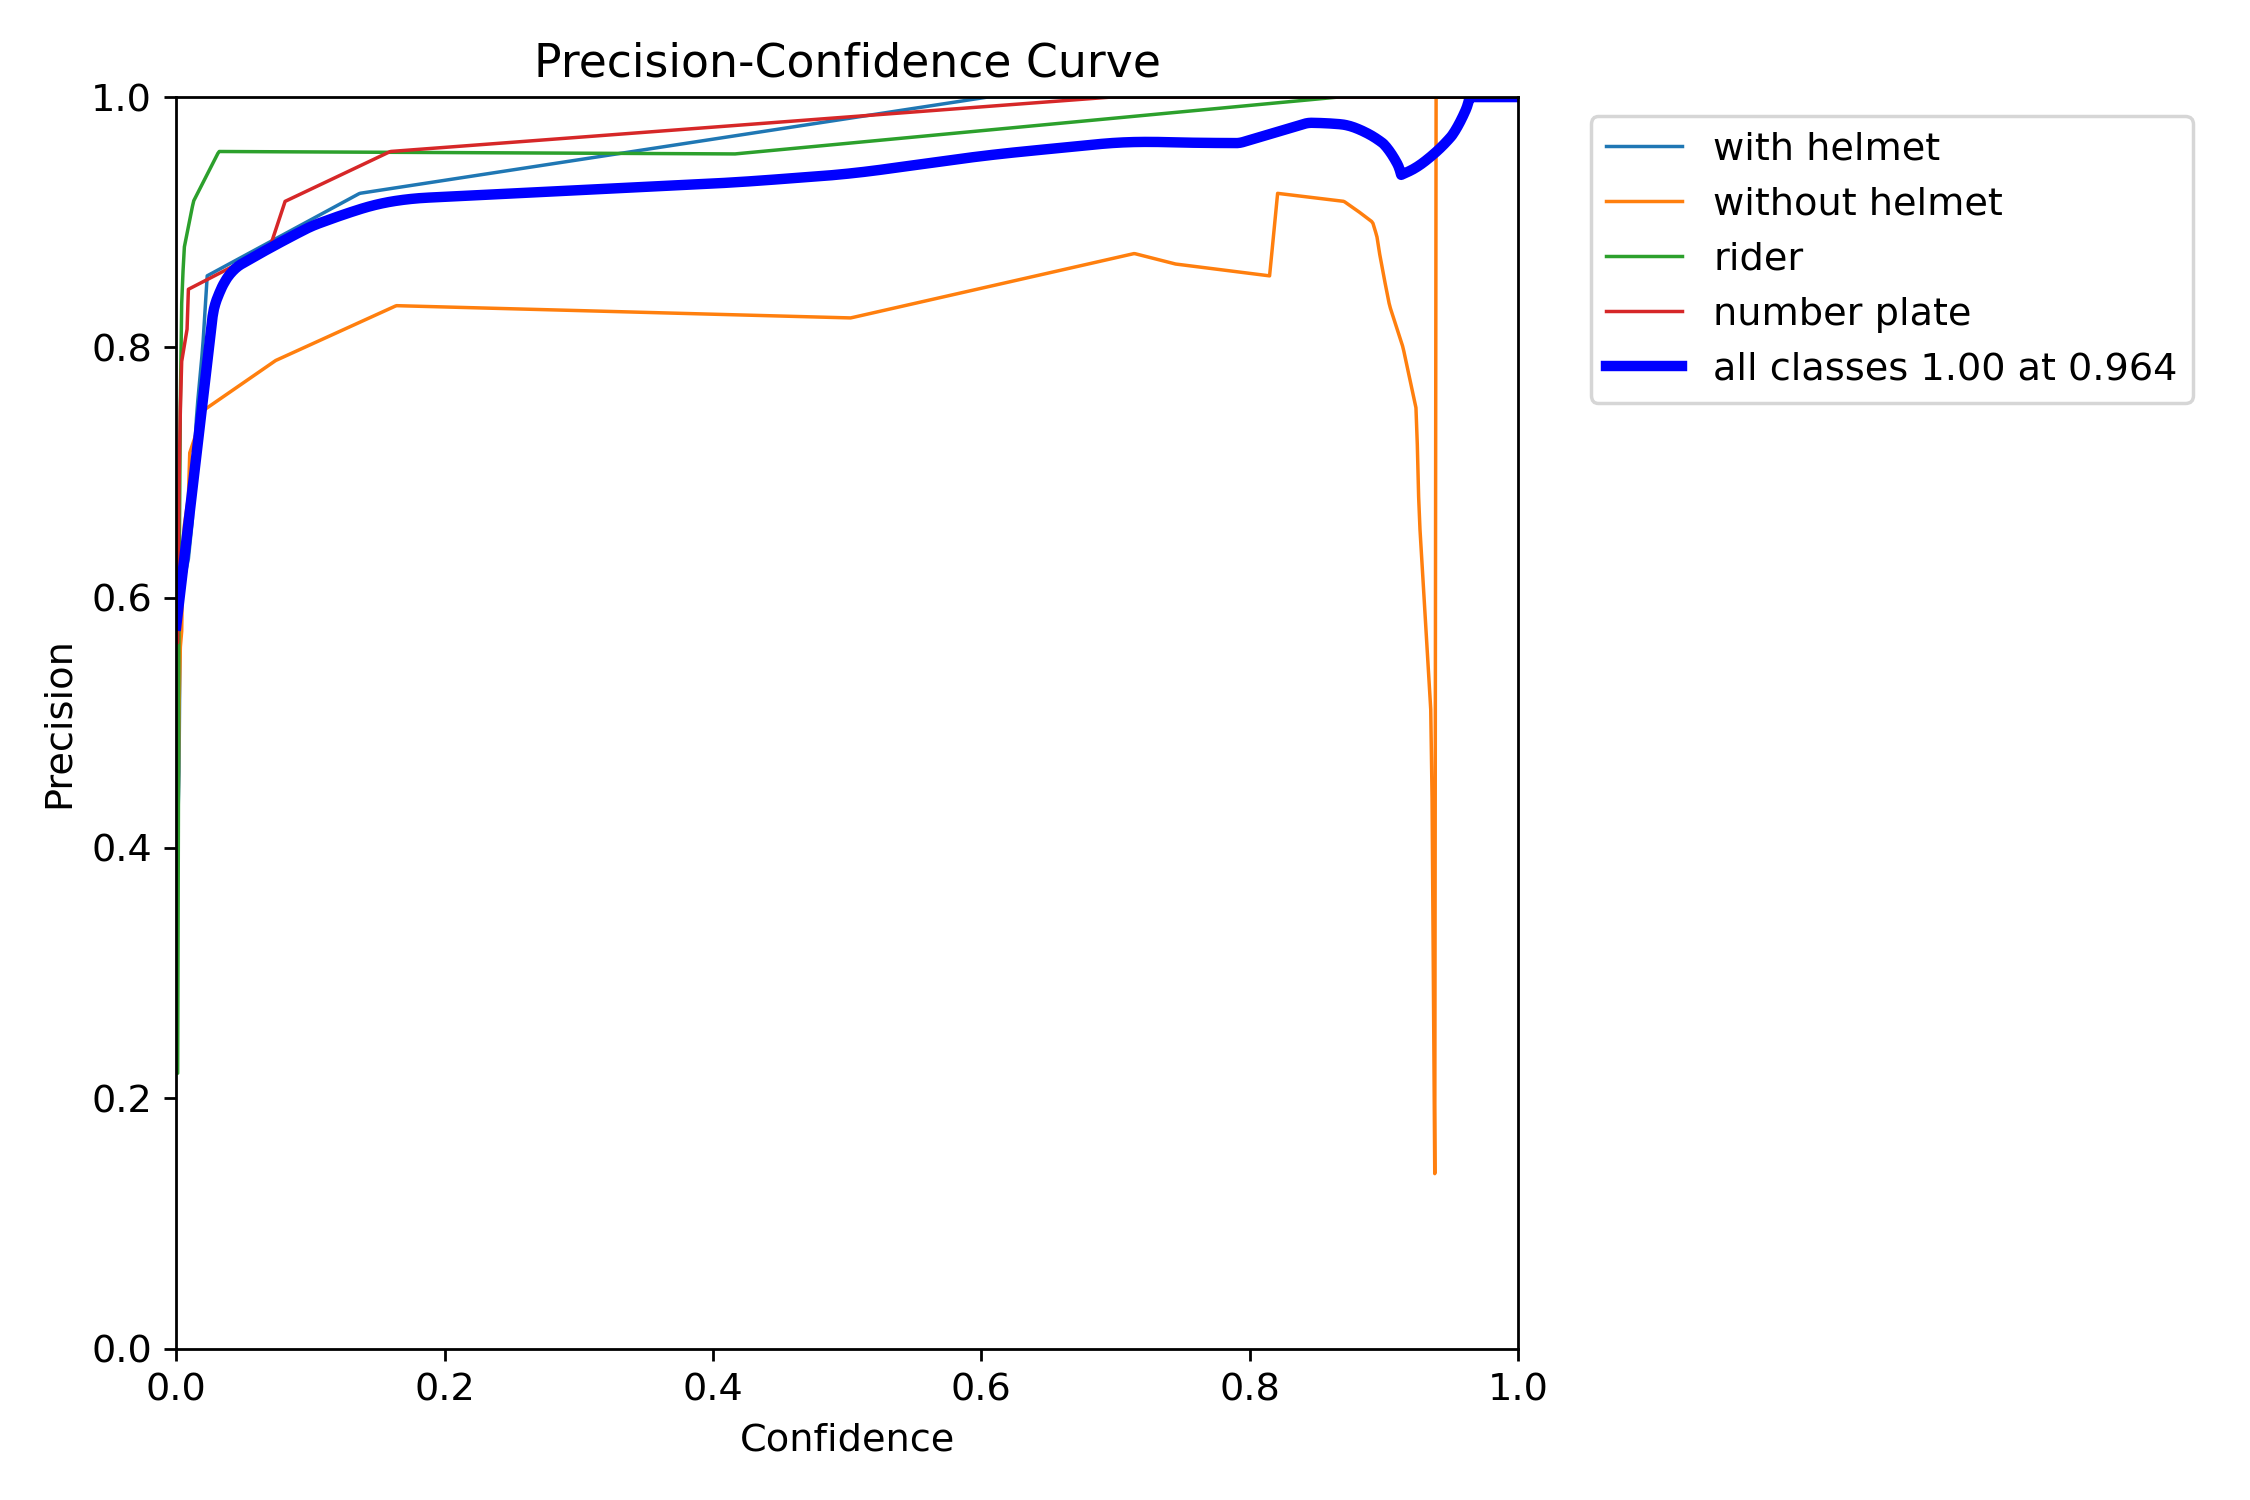 Precision-Confidence Curve
1.0
0.8
0.6
0.4
0.2
0.0
Precision
0.0 0.2 0.4 0.6 0.8 1.0
Confidence
with helmet
without helmet
rider
number plate
all classes 1.00 at 0.964